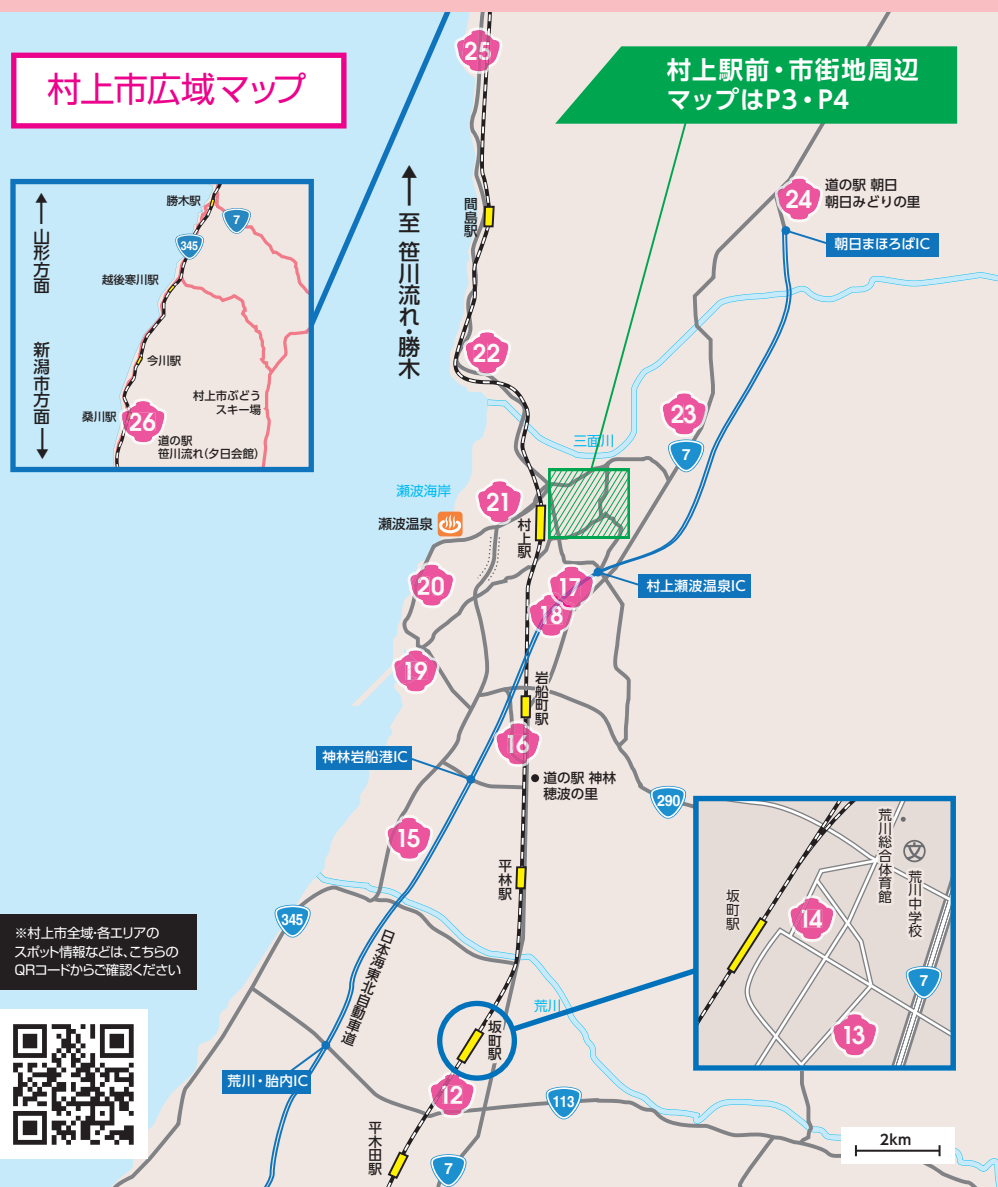 村上市広域マップ
村上駅前・市街地周辺
マップはP3・P4
25
勝木駅
7
345
越後寒川駅
今川駅
村上市ぶどう
スキー場
桑川駅
26
道の駅
笹川流れ(夕日会館)
←山形方面
新潟市方面→
←至 笹川流れ・勝木
間島駅
24
道の駅 朝日
朝日みどりの里
朝日まほろばIC
22
23
7
三面川
瀬波海岸
瀬波温泉
21
村上駅
20
17
18
村上瀬波温泉IC
19
岩船町駅
16
神林岩船港IC
道の駅 神林
穂波の里
290
15
平林駅
345
日本海東北自動車道
荒川
坂町駅
荒川・胎内IC
12
113
平木田駅
7
荒川総合体育館
文
荒川中学校
坂町駅
14
7
13
※村上市全域・各エリアの
スポット情報などは、こちらの
QRコードからご確認ください
2km